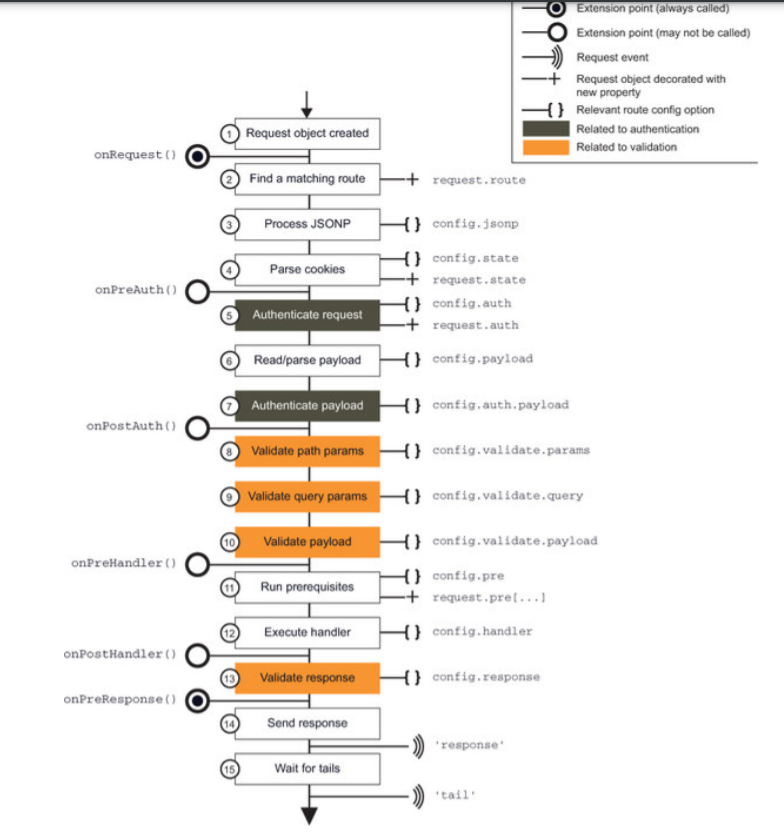 Extension point (always called)
Extension point (may not be called)
Request event
Request object decorated with
new property
{ } Relevant route config option
Related to authentication
Related to validation
1 Request object created
onRequest()
2 Find a matching route + request.route
3 Process JSONP { } config.jsonp
4 Parse cookies { } config.state
+ request.state
onPreAuth()
5 Authenticate request { } config.auth
+ request.auth
6 Read/parse payload { } config.payload
7 Authenticate payload { } config.auth.payload
onPostAuth()
8 Validate path params { } config.validate.params
9 Validate query params { } config.validate.query
10 Validate payload { } config.validate.payload
onPreHandler()
11 Run prerequisites { } config.pre
+ request.pre[...]
12 Execute handler { } config.handler
onPostHandler()
13 Validate response { } config.response
onPreResponse()
14 Send response
'response'
15 Wait for tails
'tail'